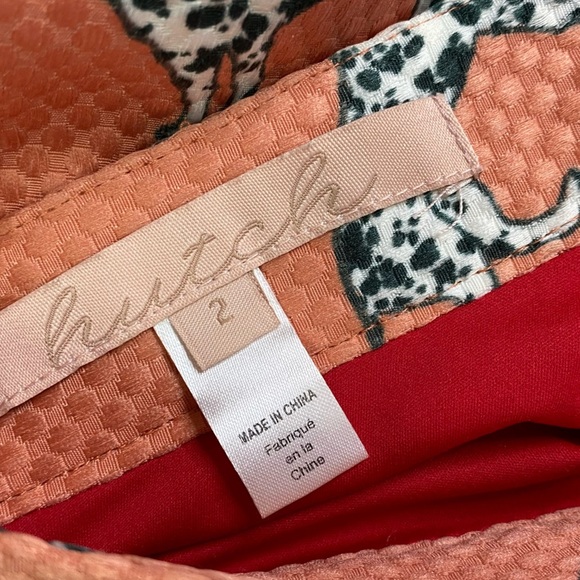 hutch
2
MADE IN CHINA
Fabriqué
en la
Chine